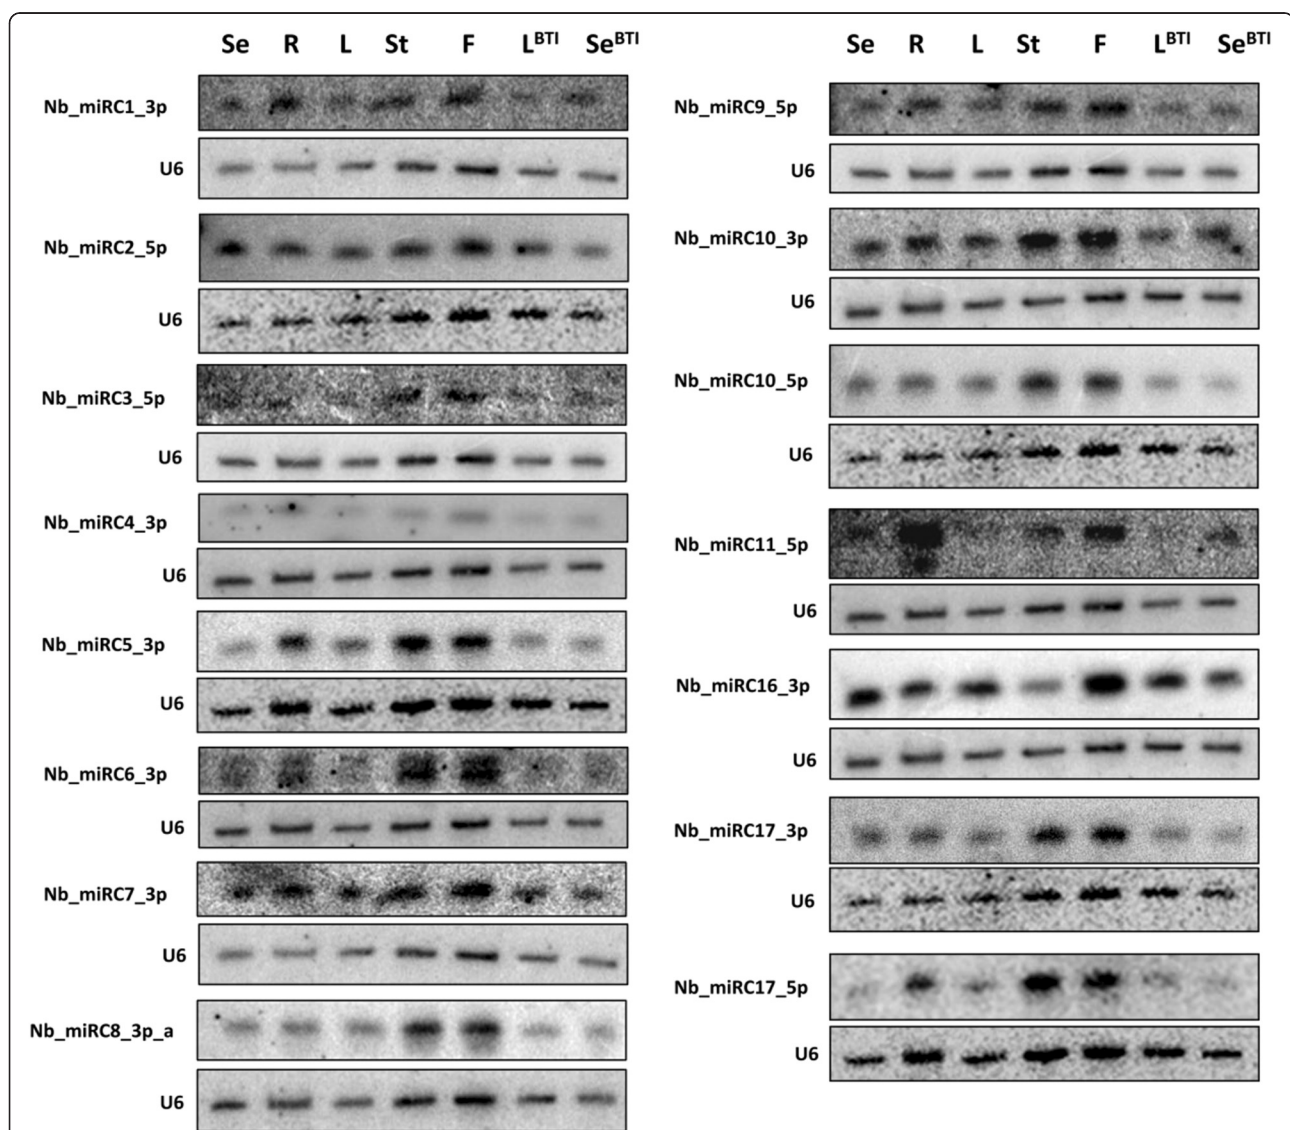 Se R L St F L^BTI Se^BTI
Nb_miRC1_3p
U6
Nb_miRC2_5p
U6
Nb_miRC3_5p
U6
Nb_miRC4_3p
U6
Nb_miRC5_3p
U6
Nb_miRC6_3p
U6
Nb_miRC7_3p
U6
Nb_miRC8_3p_a
U6
Se R L St F L^BTI Se^BTI
Nb_miRC9_5p
U6
Nb_miRC10_3p
U6
Nb_miRC10_5p
U6
Nb_miRC11_5p
U6
Nb_miRC16_3p
U6
Nb_miRC17_3p
U6
Nb_miRC17_5p
U6